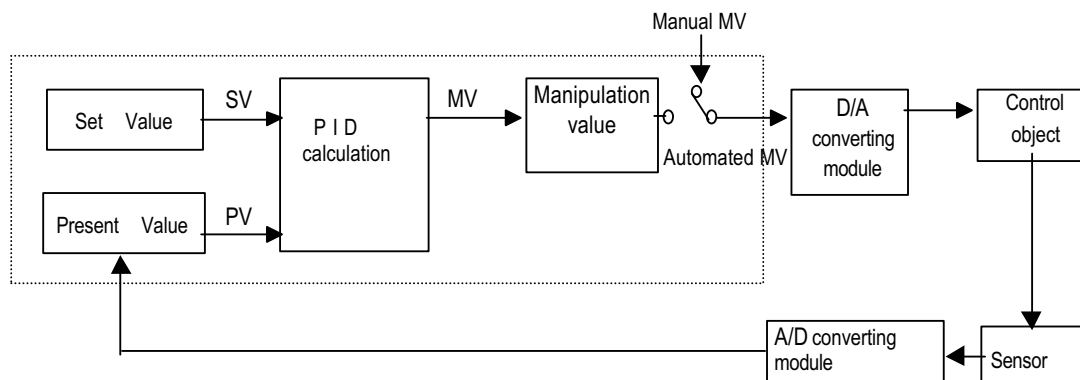 Manual MV
SV
MV
Set Value
P I D
calculation
Manipulation
value
Automated MV
D/A
converting
module
Control
object
Present Value
PV
A/D converting
module
Sensor